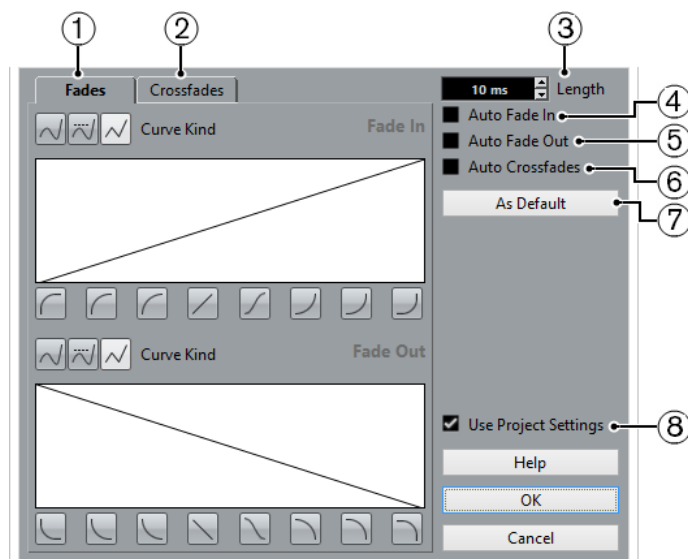 1
2
3
Fades
Crossfades
10 ms
Length
4
Curve Kind
Fade In
Auto Fade In
5
Auto Fade Out
6
Auto Crossfades
As Default
7
Curve Kind
Fade Out
Use Project Settings
8
Help
OK
Cancel